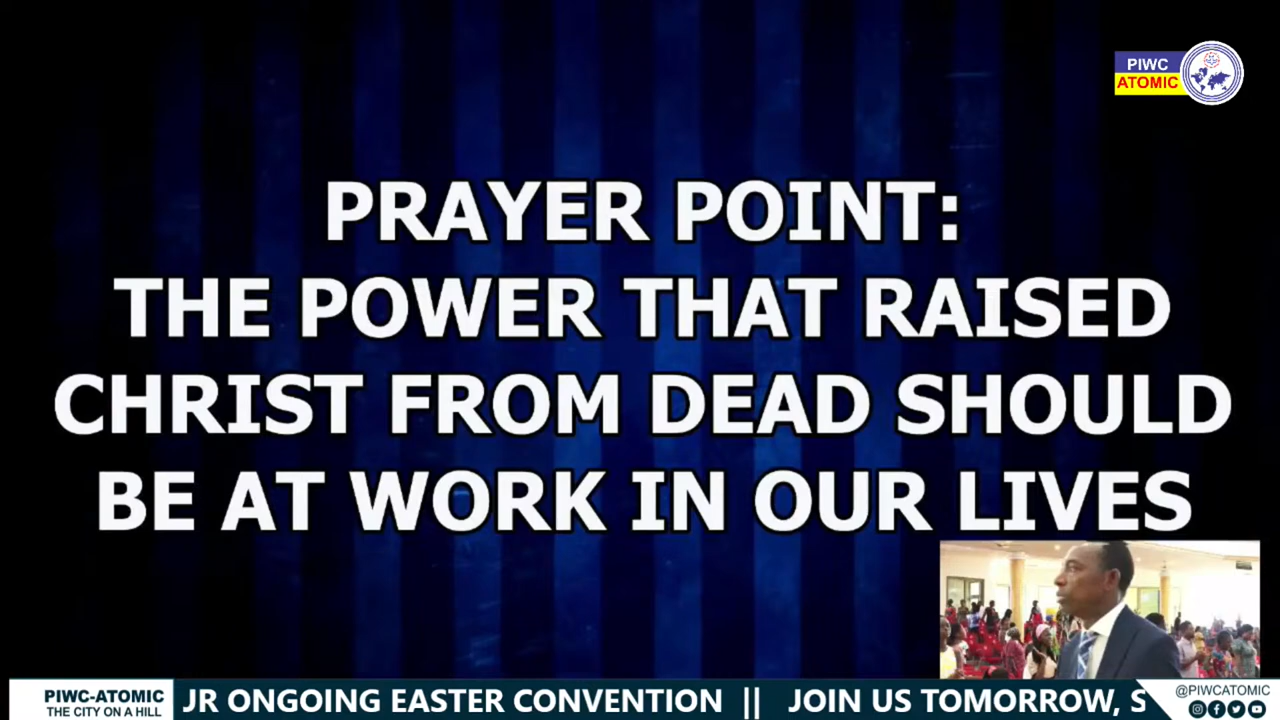 PIWC
ATOMIC
PRAYER POINT:
THE POWER THAT RAISED
CHRIST FROM DEAD SHOULD
BE AT WORK IN OUR LIVES
PIWC-ATOMIC
THE CITY ON A HILL
JR ONGOING EASTER CONVENTION || JOIN US TOMORROW, S
@PIWCATOMIC